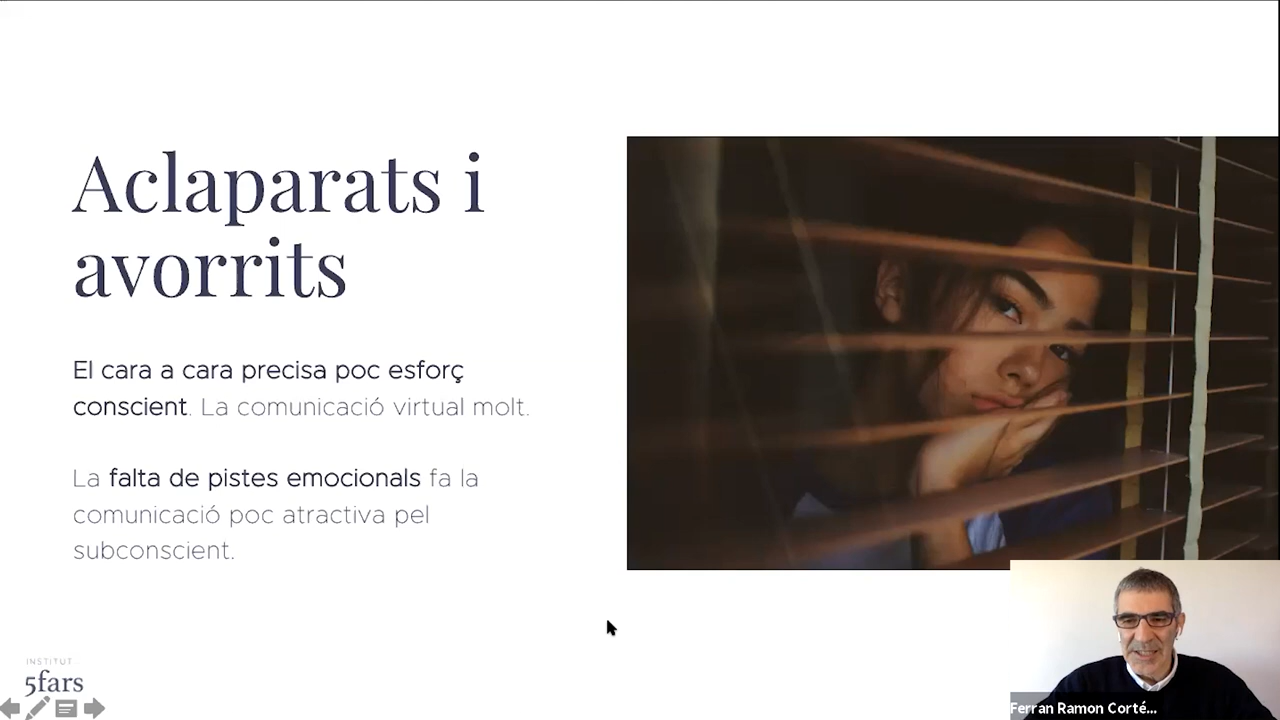 Aclaparats i
avorrits
El cara a cara precisa poc esforç
conscient. La comunicació virtual molt.
La falta de pistes emocionals fa la
comunicació poc atractiva pel
subconscient.
INSTITUT
5fars
Ferran Ramon Corté...